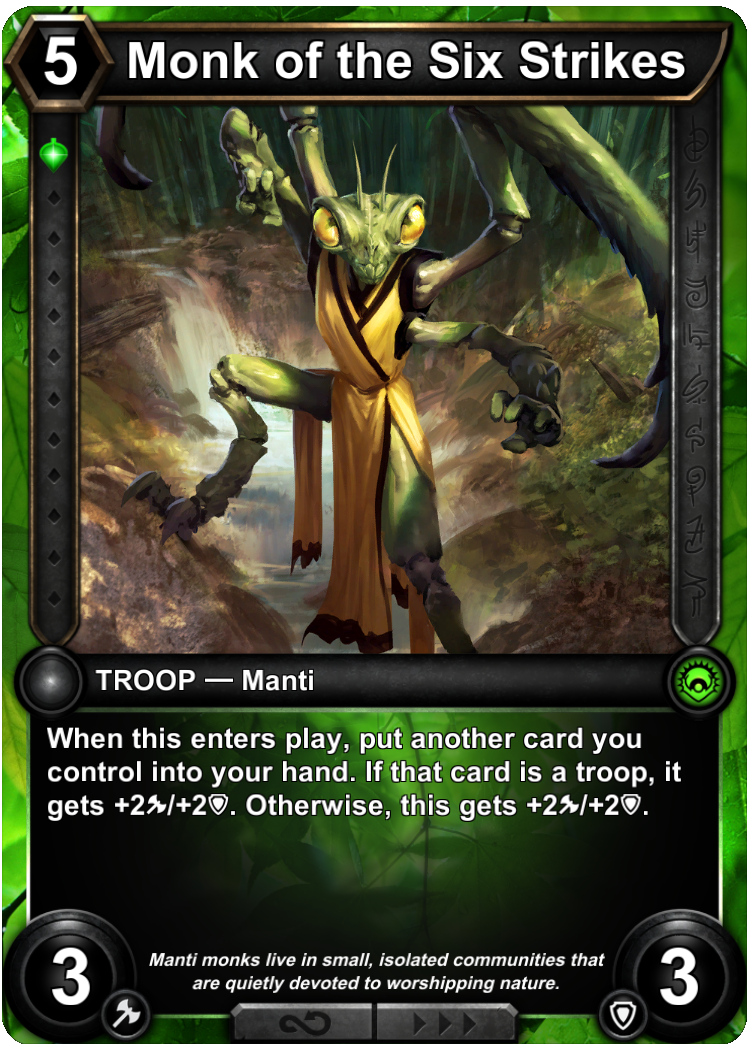 5 Monk of the Six Strikes
TROOP — Manti
When this enters play, put another card you
control into your hand. If that card is a troop, it
gets +2/+2. Otherwise, this gets +2/+2.
Manti monks live in small, isolated communities that
are quietly devoted to worshipping nature.
3 3